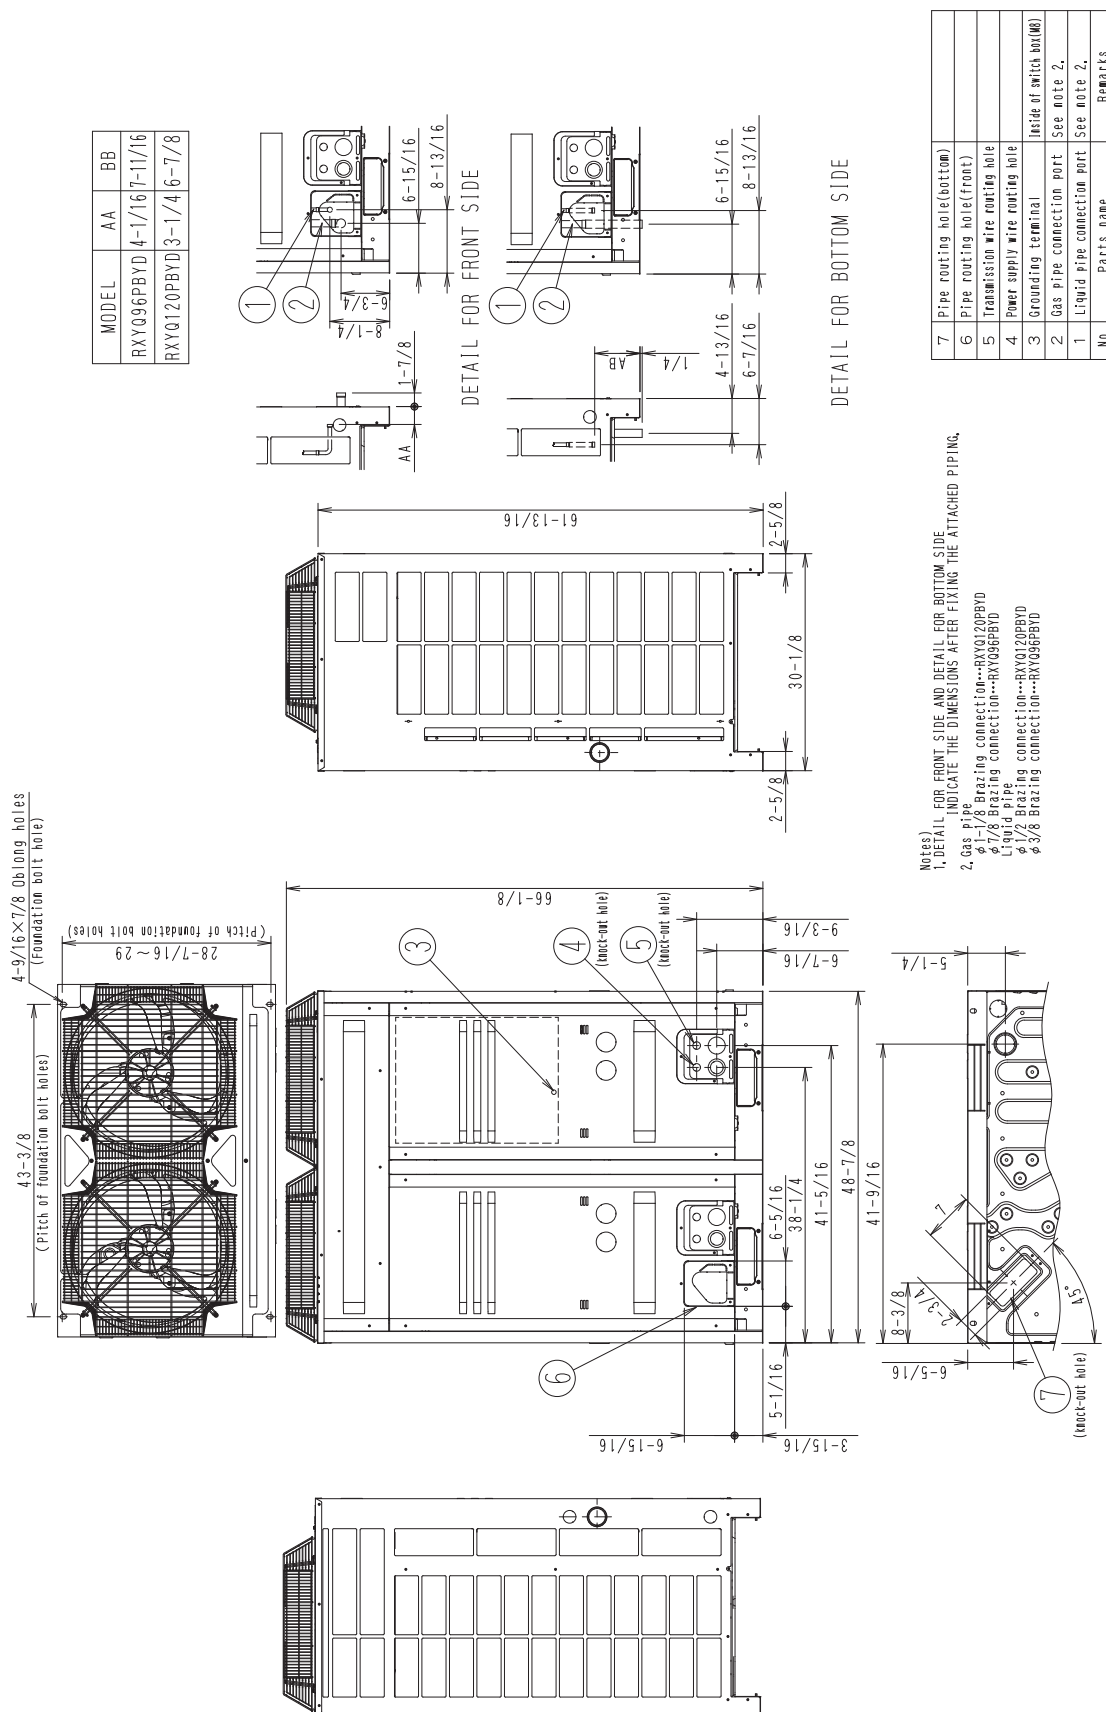 MODEL AA BB
RXYQ96PBYD 4-1/16 7-11/16
RXYQ120PBYD 3-1/4 6-7/8
4-9/16×7/8 Oblong holes
(Foundation bolt hole)
43-3/8
(Pitch of foundation bolt holes)
28-7/16~29
(Pitch of foundation bolt holes)
66-1/8
3
4
(knock-out hole)
5
(knock-out hole)
9-3/16
6-7/16
6-5/16
38-1/4
41-5/16
48-7/8
6
5-1/16
6-15/16
3-15/16
61-13/16
2-5/8
30-1/8
2-5/8
AA
1-7/8
1
2
8-1/4
6-3/4
6-15/16
8-13/16
DETAIL FOR FRONT SIDE
AB
1/4
4-13/16
6-7/16
1
2
6-15/16
8-13/16
DETAIL FOR BOTTOM SIDE
5-1/4
41-9/16
8-3/8
2-3/4
7
6-5/16
45°
7
(knock-out hole)
Notes)
1. DETAIL FOR FRONT SIDE AND DETAIL FOR BOTTOM SIDE
INDICATE THE DIMENSIONS AFTER FIXING THE ATTACHED PIPING.
2. Gas pipe
ϕ1-1/8 Brazing connection···RXYQ120PBYD
ϕ7/8 Brazing connection···RXYQ96PBYD
Liquid pipe
ϕ1/2 Brazing connection···RXYQ120PBYD
ϕ3/8 Brazing connection···RXYQ96PBYD
7 Pipe routing hole(bottom)
6 Pipe routing hole(front)
5 Transmission wire routing hole
4 Power supply wire routing hole
3 Grounding terminal Inside of switch box(M8)
2 Gas pipe connection port See note 2.
1 Liquid pipe connection port See note 2.
No. Parts name Remarks